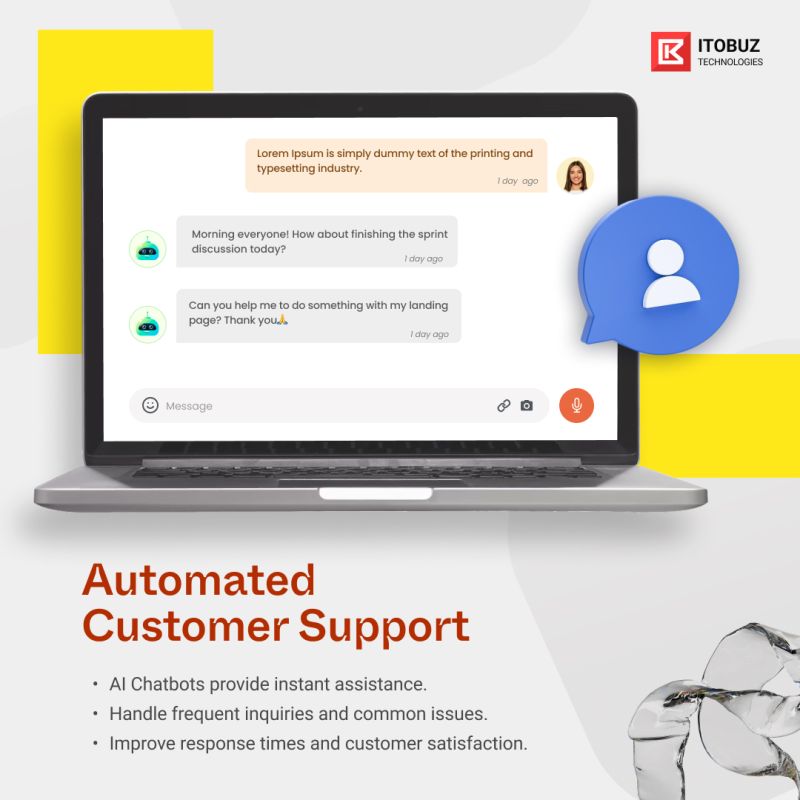 ITOBUZ
TECHNOLOGIES
Lorem Ipsum is simply dummy text of the printing and
typesetting industry.
1 day ago
Morning everyone! How about finishing the sprint
discussion today?
1 day ago
Can you help me to do something with my landing
page? Thank you🙏
1 day ago
Message
Automated
Customer Support
• AI Chatbots provide instant assistance.
• Handle frequent inquiries and common issues.
• Improve response times and customer satisfaction.